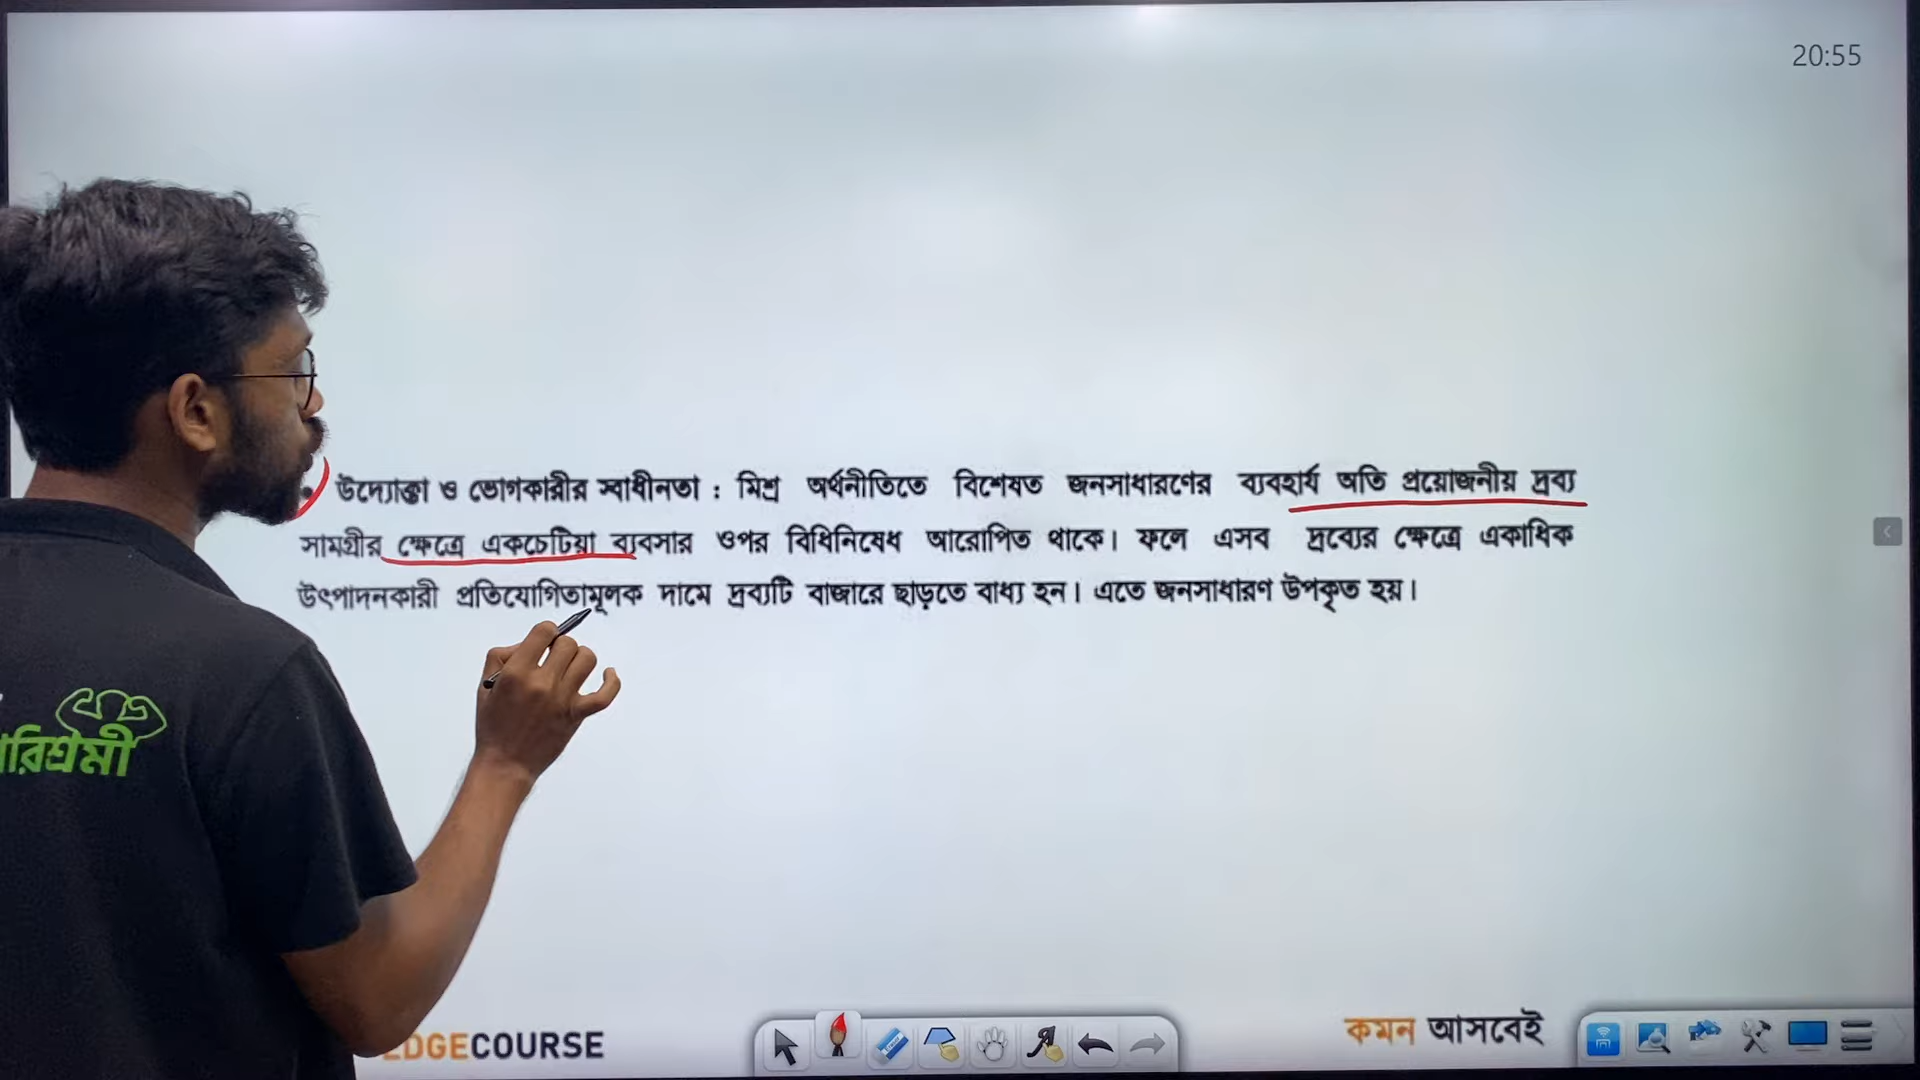 20:55
উদ্যোক্তা ও ভোগকারীর স্বাধীনতা : মিশ্র অর্থনীতিতে বিশেষত জনসাধারণের ব্যবহার্য অতি প্রয়োজনীয় দ্রব্য
সামগ্রীর ক্ষেত্রে একচেটিয়া ব্যবসার ওপর বিধিনিষেধ আরোপিত থাকে। ফলে এসব দ্রব্যের ক্ষেত্রে একাধিক
উৎপাদনকারী প্রতিযোগিতামূলক দামে দ্রব্যটি বাজারে ছাড়তে বাধ্য হন। এতে জনসাধারণ উপকৃত হয়।
রিশ্রমী
EDGECOURSE
কমন আসবেই